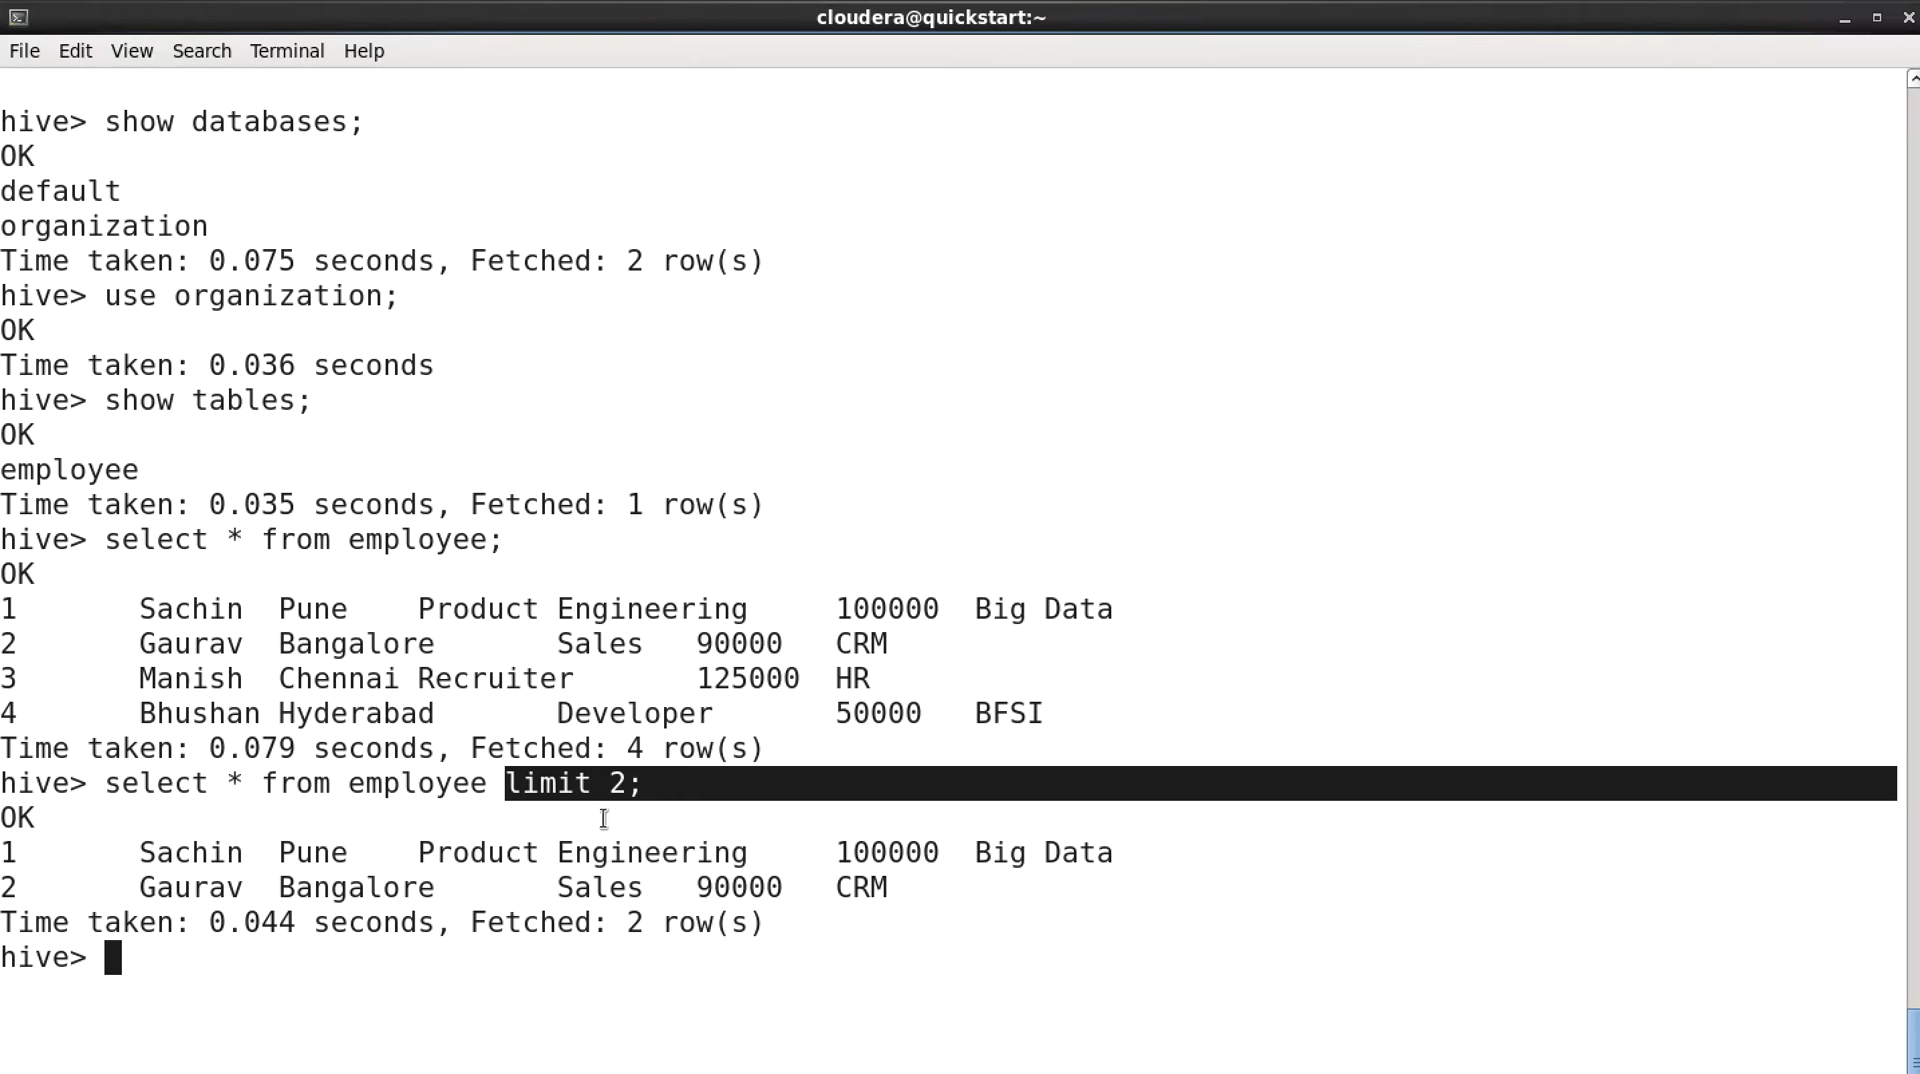 cloudera@quickstart:~
File Edit View Search Terminal Help
hive> show databases;
OK
default
organization
Time taken: 0.075 seconds, Fetched: 2 row(s)
hive> use organization;
OK
Time taken: 0.036 seconds
hive> show tables;
OK
employee
Time taken: 0.035 seconds, Fetched: 1 row(s)
hive> select * from employee;
OK
1 Sachin Pune Product Engineering 100000 Big Data
2 Gaurav Bangalore Sales 90000 CRM
3 Manish Chennai Recruiter 125000 HR
4 Bhushan Hyderabad Developer 50000 BFSI
Time taken: 0.079 seconds, Fetched: 4 row(s)
hive> select * from employee limit 2;
OK
1 Sachin Pune Product Engineering 100000 Big Data
2 Gaurav Bangalore Sales 90000 CRM
Time taken: 0.044 seconds, Fetched: 2 row(s)
hive>